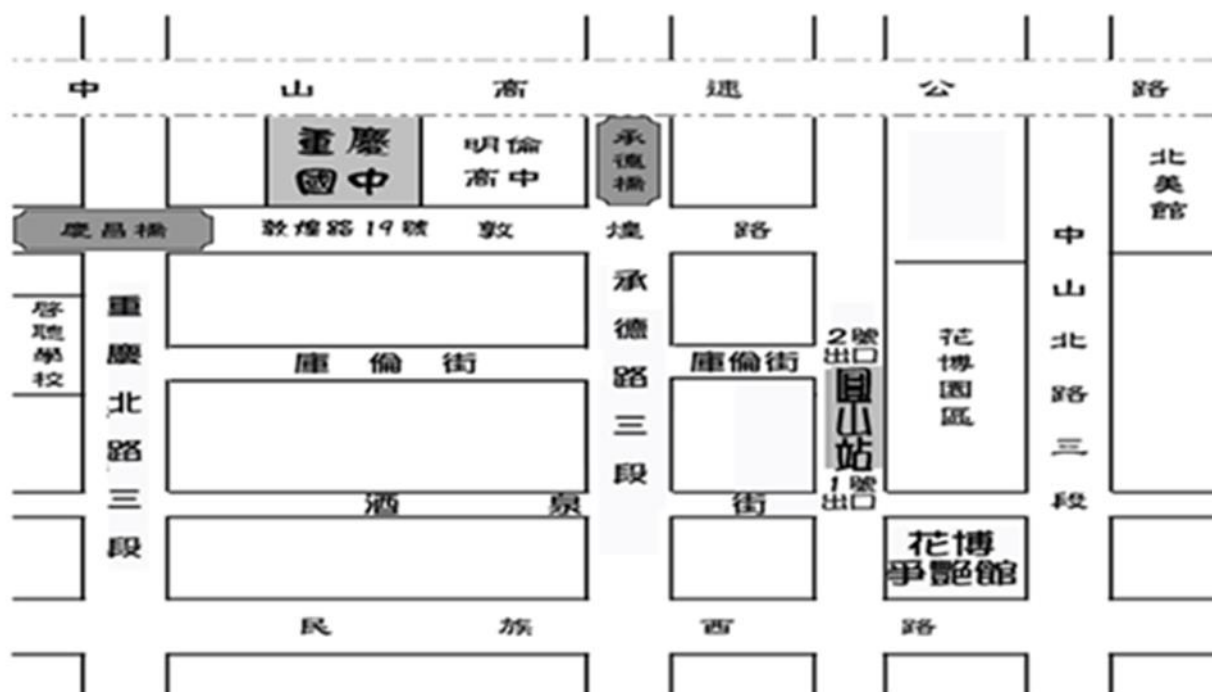 中山高速公路
重慶
國中
明倫
高中
承德橋
北美館
慶昌橋
敦煌路19號
敦煌路
啓聰學校
重慶北路三段
承德路三段
中山北路三段
庫倫街
庫倫街
2號
出口
圓山站
1號
出口
花博園區
酒泉街
花博
爭艷館
民族西路